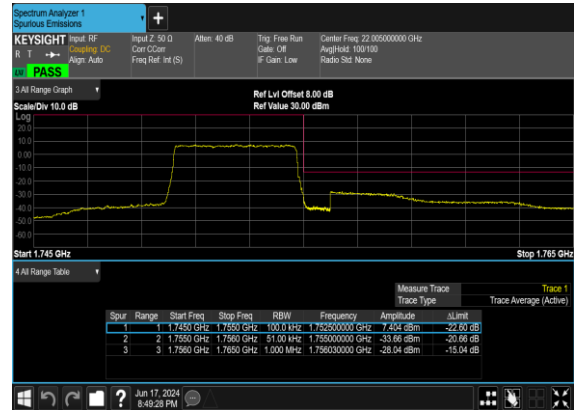 Spectrum Analyzer 1
Spurious Emissions
+
KEYSIGHT Input: RF Input Z: 50 Ω Atten: 40 dB Trig: Free Run Center Freq: 22.005000000 GHz
R T Coupling: DC Corr CCorr Gate: Off Avg|Hold: 100/100
Align: Auto Freq Ref: Int (S) IF Gain: Low Radio Std: None
PASS
3 All Range Graph
Ref Lvl Offset 8.00 dB
Scale/Div 10.0 dB Ref Value 30.00 dBm
Log
20.0
10.0
0.00
-10.0
-20.0
-30.0
-40.0
-50.0
-60.0
Start 1.745 GHz Stop 1.765 GHz
4 All Range Table
Measure Trace Trace 1
Trace Type Trace Average (Active)
Spur Range Start Freq Stop Freq RBW Frequency Amplitude ΔLimit
1 1 1.7450 GHz 1.7550 GHz 100.0 kHz 1.752500000 GHz 7.404 dBm -22.60 dB
2 2 1.7550 GHz 1.7560 GHz 51.00 kHz 1.755000000 GHz -33.66 dBm -20.66 dB
3 3 1.7560 GHz 1.7650 GHz 1.000 MHz 1.756030000 GHz -28.04 dBm -15.04 dB
? Jun 17, 2024
8:49:28 PM